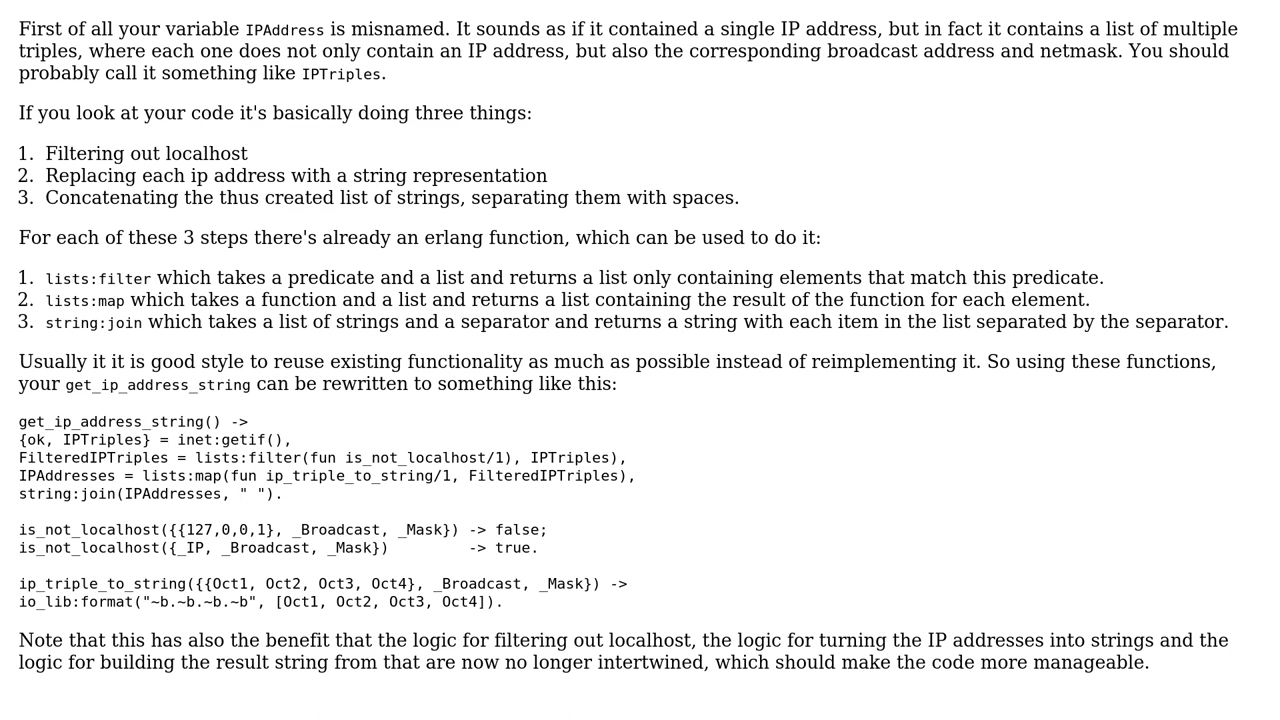 First of all your variable IPAddress is misnamed. It sounds as if it contained a single IP address, but in fact it contains a list of multiple
triples, where each one does not only contain an IP address, but also the corresponding broadcast address and netmask. You should
probably call it something like IPTriples.
If you look at your code it's basically doing three things:
1. Filtering out localhost
2. Replacing each ip address with a string representation
3. Concatenating the thus created list of strings, separating them with spaces.
For each of these 3 steps there's already an erlang function, which can be used to do it:
1. lists:filter which takes a predicate and a list and returns a list only containing elements that match this predicate.
2. lists:map which takes a function and a list and returns a list containing the result of the function for each element.
3. string:join which takes a list of strings and a separator and returns a string with each item in the list separated by the separator.
Usually it it is good style to reuse existing functionality as much as possible instead of reimplementing it. So using these functions,
your get_ip_address_string can be rewritten to something like this:
get_ip_address_string() ->
{ok, IPTriples} = inet:getif(),
FilteredIPTriples = lists:filter(fun is_not_localhost/1), IPTriples),
IPAddresses = lists:map(fun ip_triple_to_string/1, FilteredIPTriples),
string:join(IPAddresses, " ").
is_not_localhost({{127,0,0,1}, _Broadcast, _Mask}) -> false;
is_not_localhost({_IP, _Broadcast, _Mask})         -> true.
ip_triple_to_string({{Oct1, Oct2, Oct3, Oct4}, _Broadcast, _Mask}) ->
io_lib:format("~b.~b.~b.~b", [Oct1, Oct2, Oct3, Oct4]).
Note that this has also the benefit that the logic for filtering out localhost, the logic for turning the IP addresses into strings and the
logic for building the result string from that are now no longer intertwined, which should make the code more manageable.